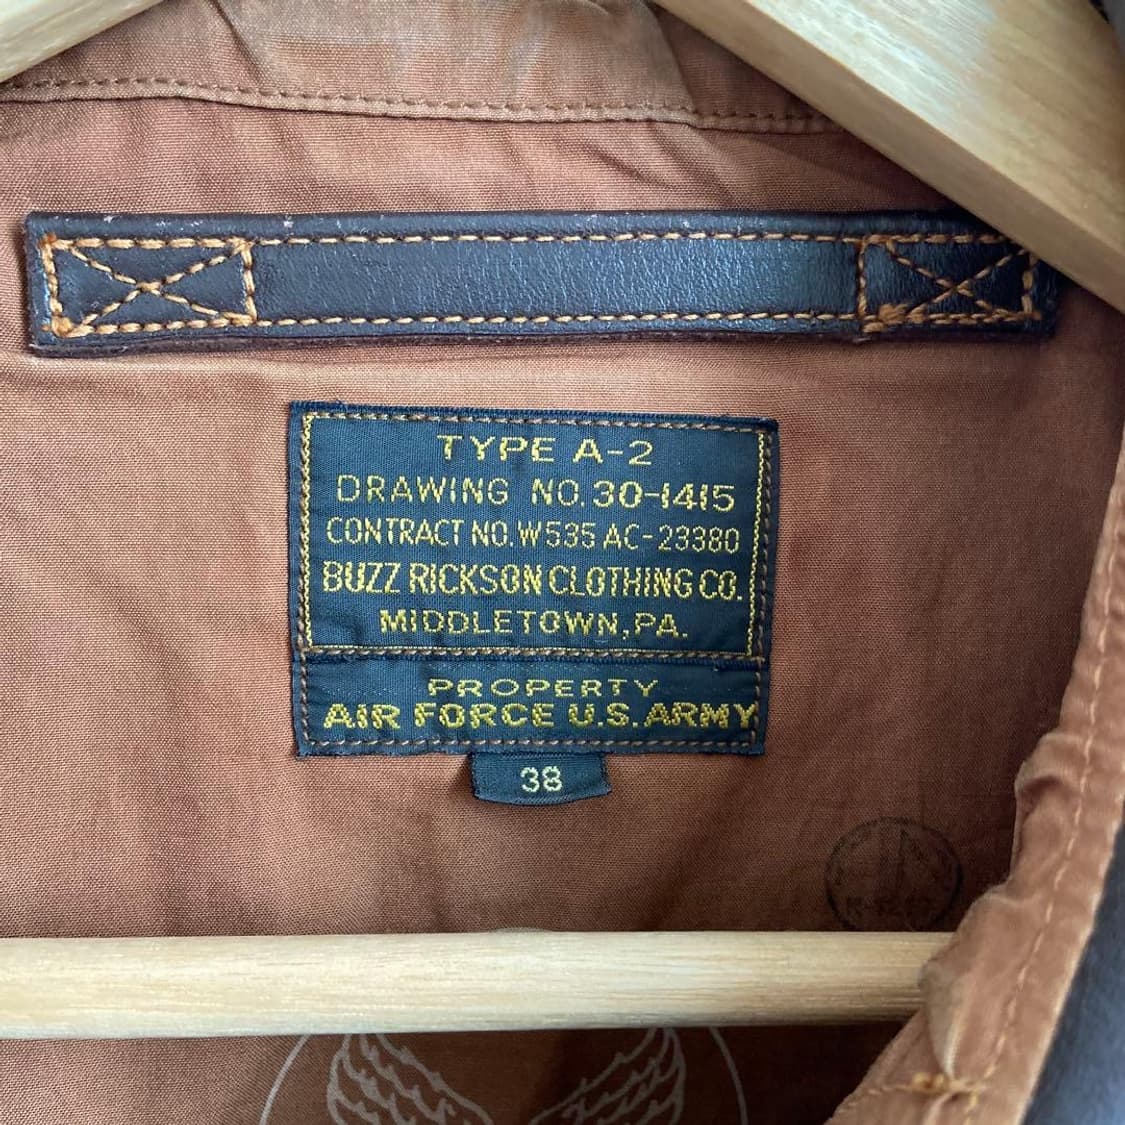 TYPE A-2
DRAWING NO. 30-1415
CONTRACT NO. W535 AC-23380
BUZZ RICKSON CLOTHING CO.
MIDDLETOWN, PA.
PROPERTY
AIR FORCE U.S. ARMY
38